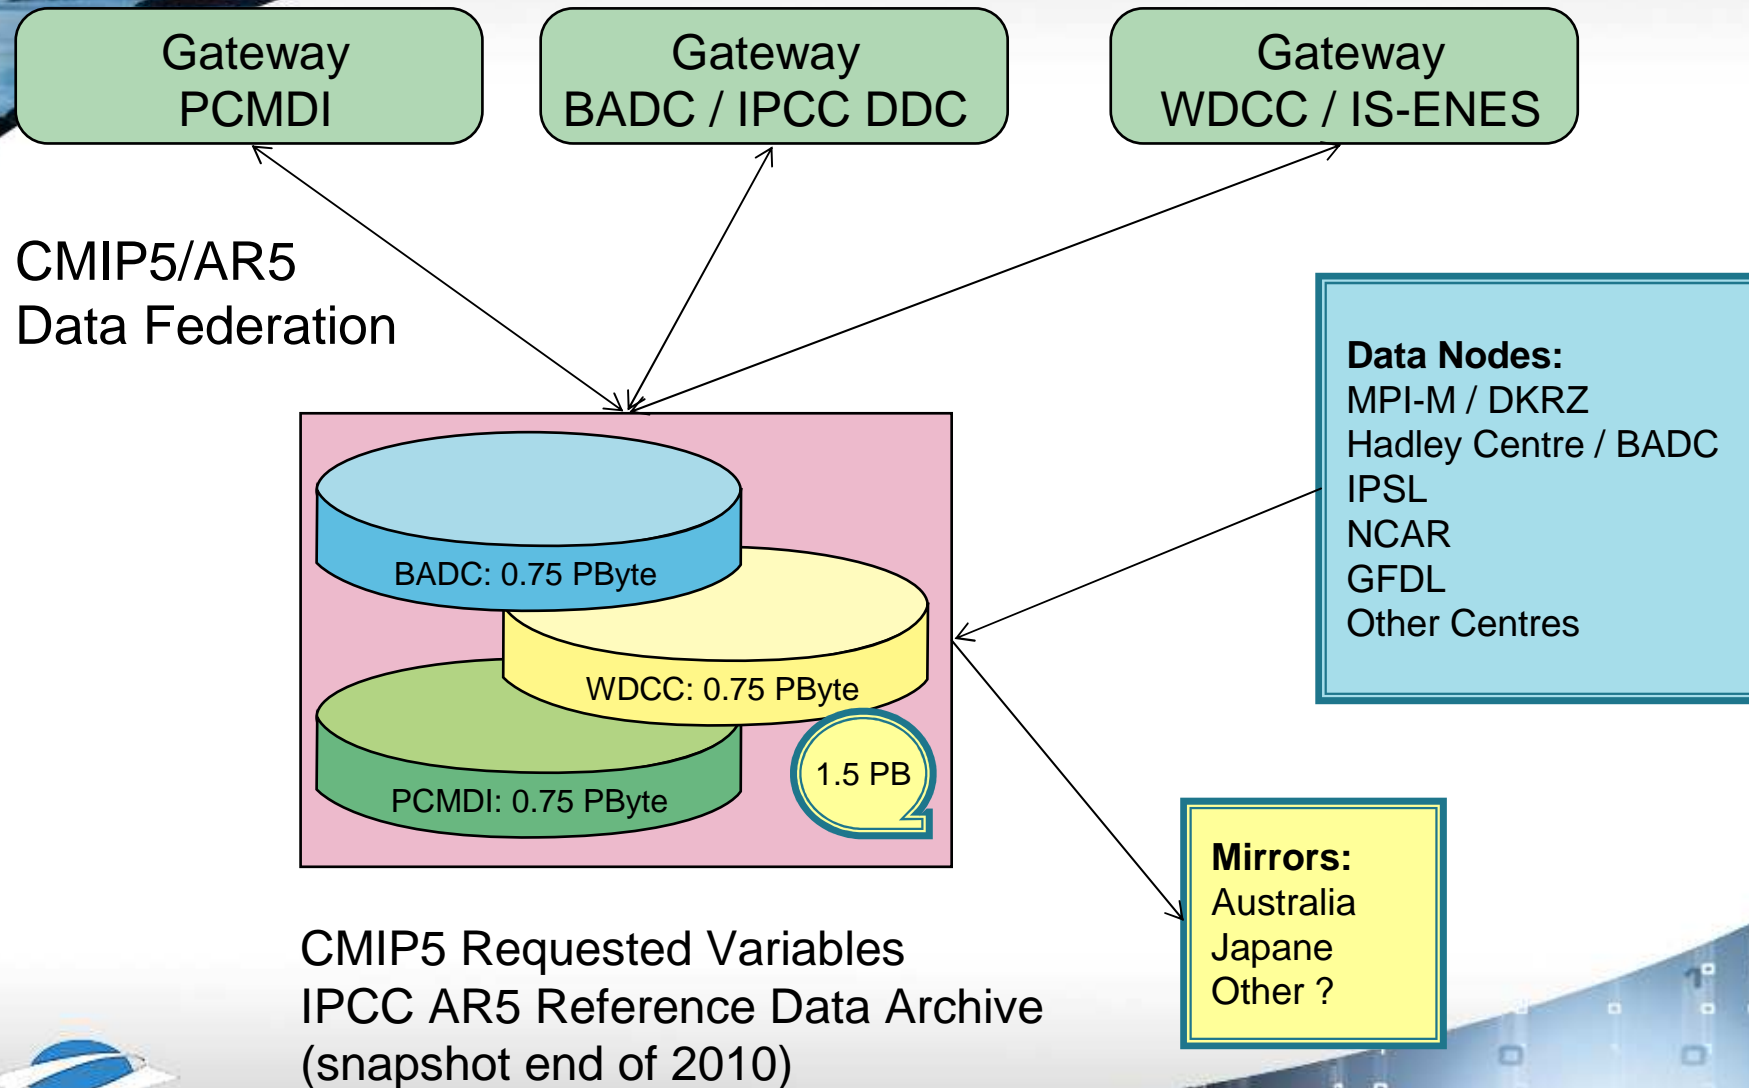 Gateway
PCMDI
Gateway
BADC / IPCC DDC
Gateway
WDCC / IS-ENES
CMIP5/AR5
Data Federation
Data Nodes:
MPI-M / DKRZ
Hadley Centre / BADC
IPSL
NCAR
GFDL
Other Centres
BADC: 0.75 PByte
WDCC: 0.75 PByte
PCMDI: 0.75 PByte
1.5 PB
Mirrors:
Australia
Japane
Other ?
CMIP5 Requested Variables
IPCC AR5 Reference Data Archive
(snapshot end of 2010)